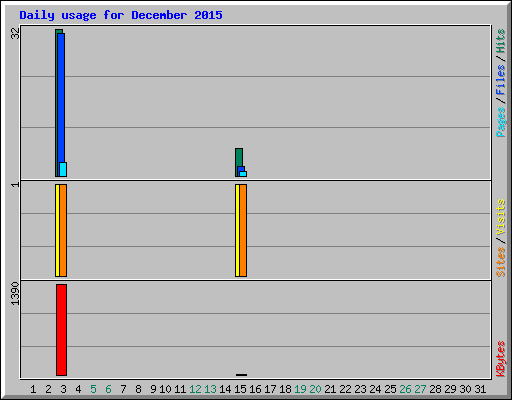 Daily usage for December 2015
32
Pages / Files / Hits
1
Sites / Visits
1390
KBytes
1 2 3 4 5 6 7 8 9 10 11 12 13 14 15 16 17 18 19 20 21 22 23 24 25 26 27 28 29 30 31